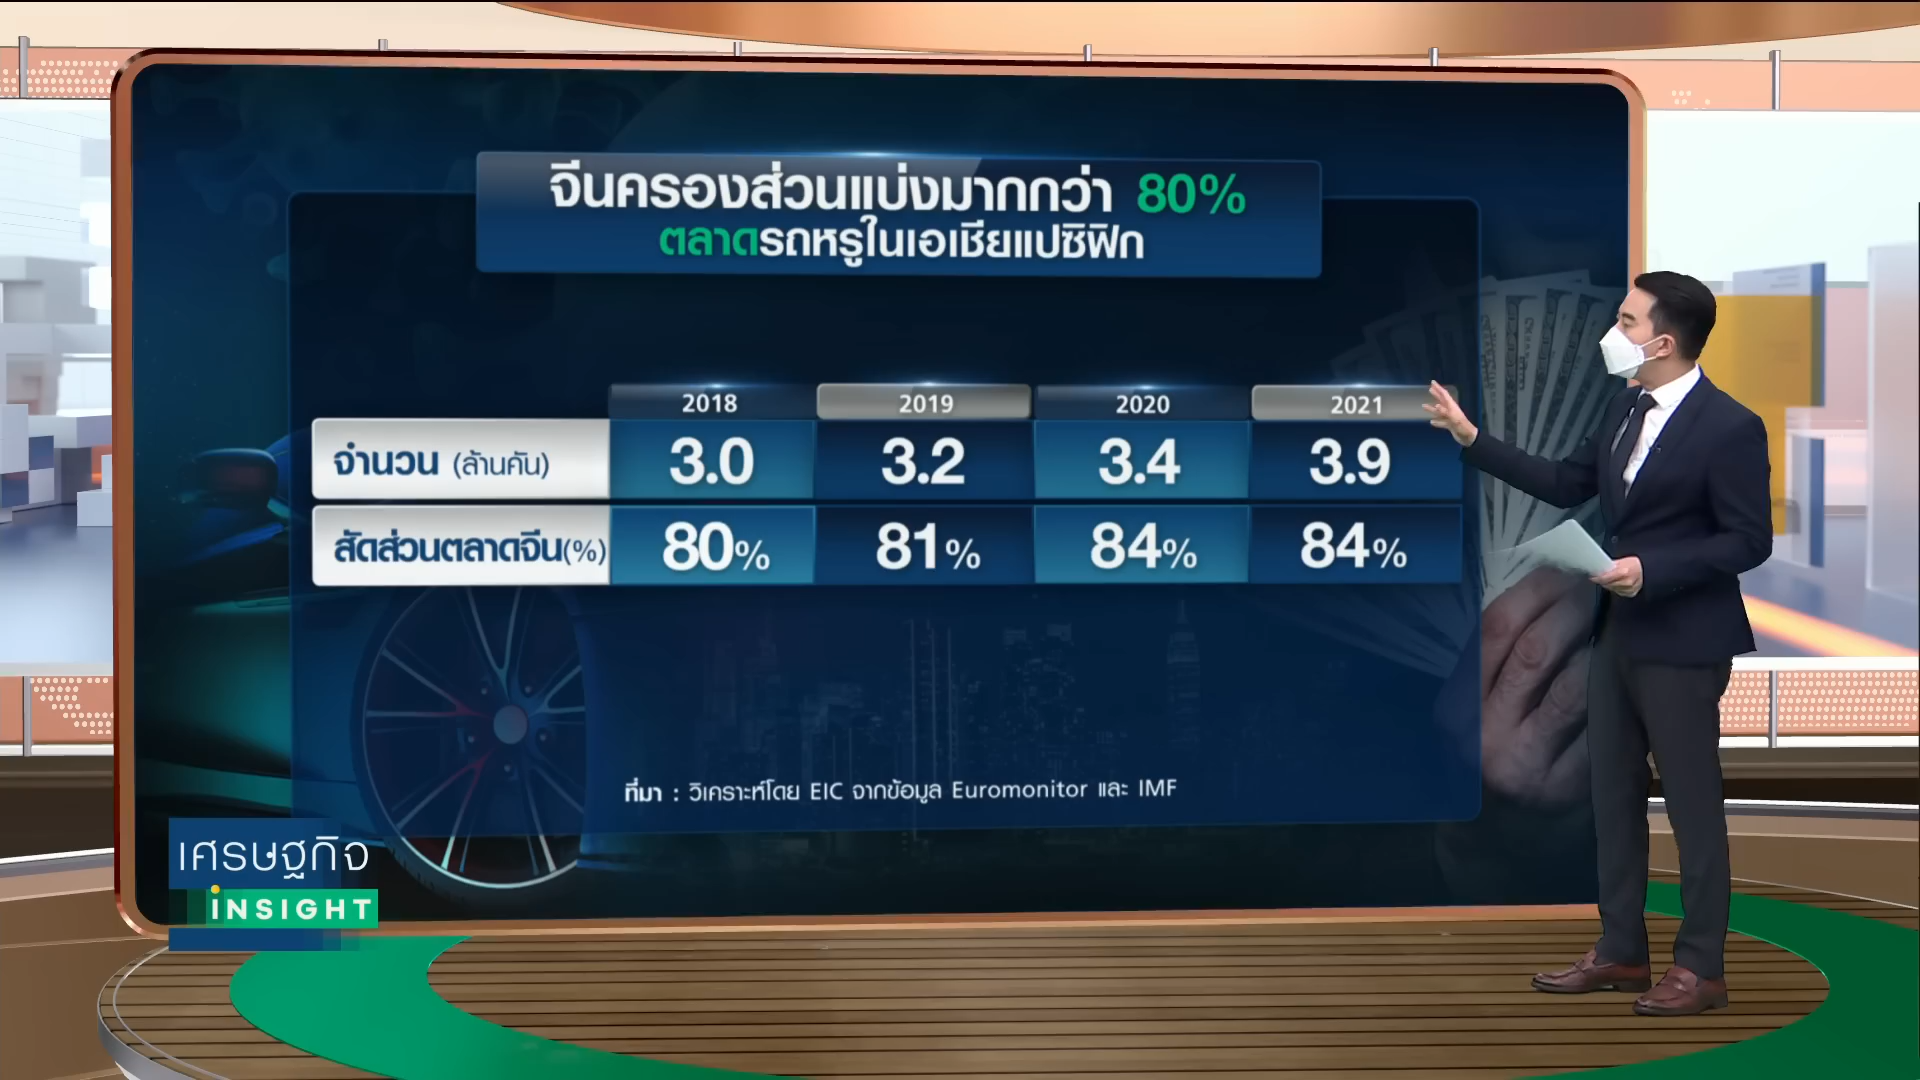 จีนครองส่วนแบ่งมากกว่า 80%
ตลาดรถหรูในเอเชียแปซิฟิก
2018 2019 2020 2021
จำนวน (ล้านคัน) 3.0 3.2 3.4 3.9
สัดส่วนตลาดจีน(%) 80% 81% 84% 84%
ที่มา : วิเคราะห์โดย EIC จากข้อมูล Euromonitor และ IMF
เศรษฐกิจ
INSIGHT